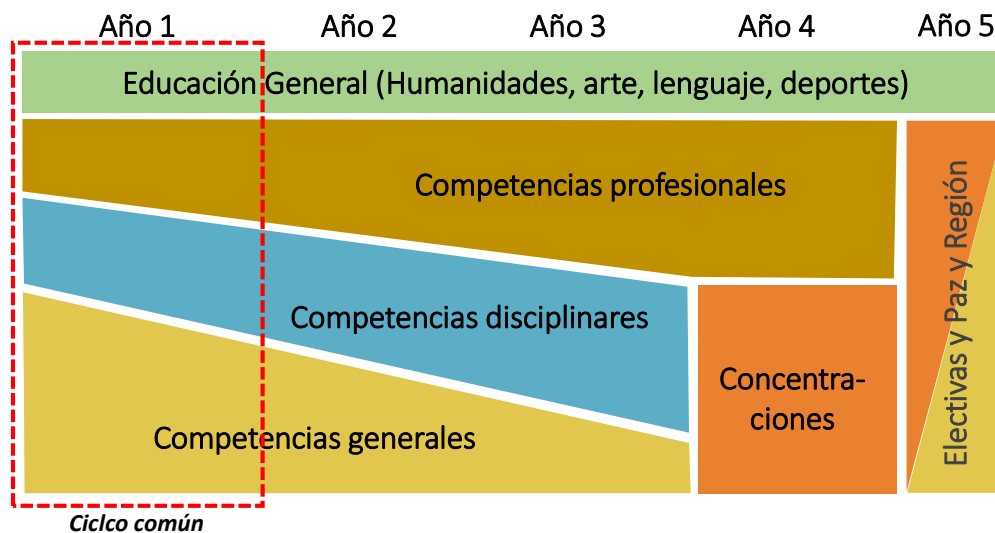 Año 1 Año 2 Año 3 Año 4 Año 5
Educación General (Humanidades, arte, lenguaje, deportes)
Competencias profesionales
Competencias disciplinares
Competencias generales
Concentra-
ciones
Electivas y Paz y Región
Ciclco común